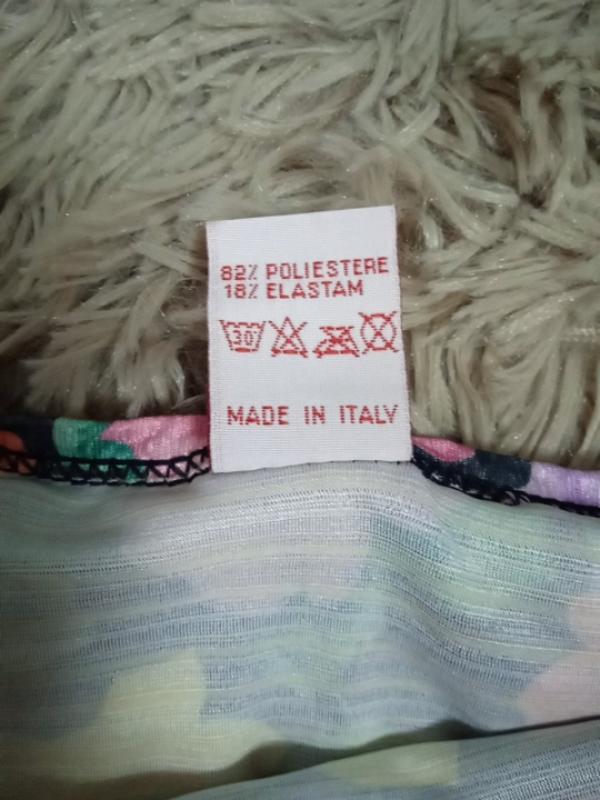 82% POLIESTERE
18% ELASTAM
30
MADE IN ITALY